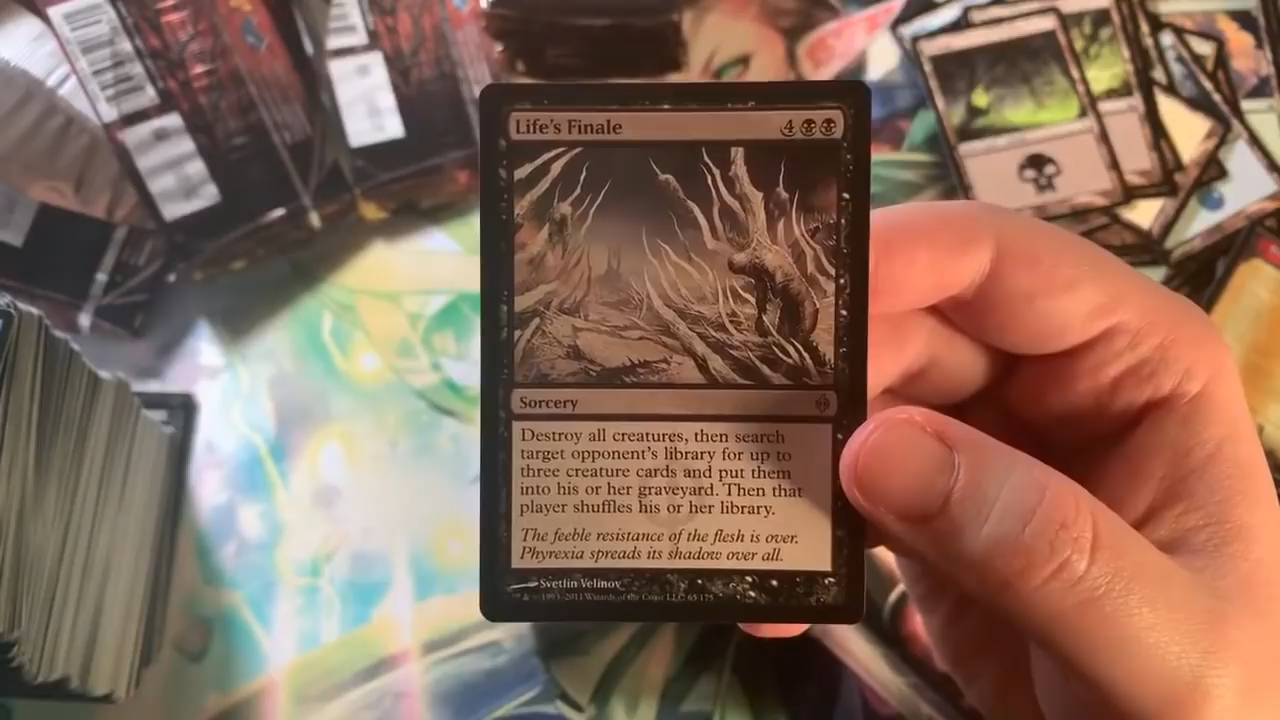 Life's Finale 4
Sorcery
Destroy all creatures, then search
target opponent's library for up to
three creature cards and put them
into his or her graveyard. Then that
player shuffles his or her library.
The feeble resistance of the flesh is over.
Phyrexia spreads its shadow over all.
Svetlin Velinov
& © 1993–2011 Wizards of the Coast LLC 65/175